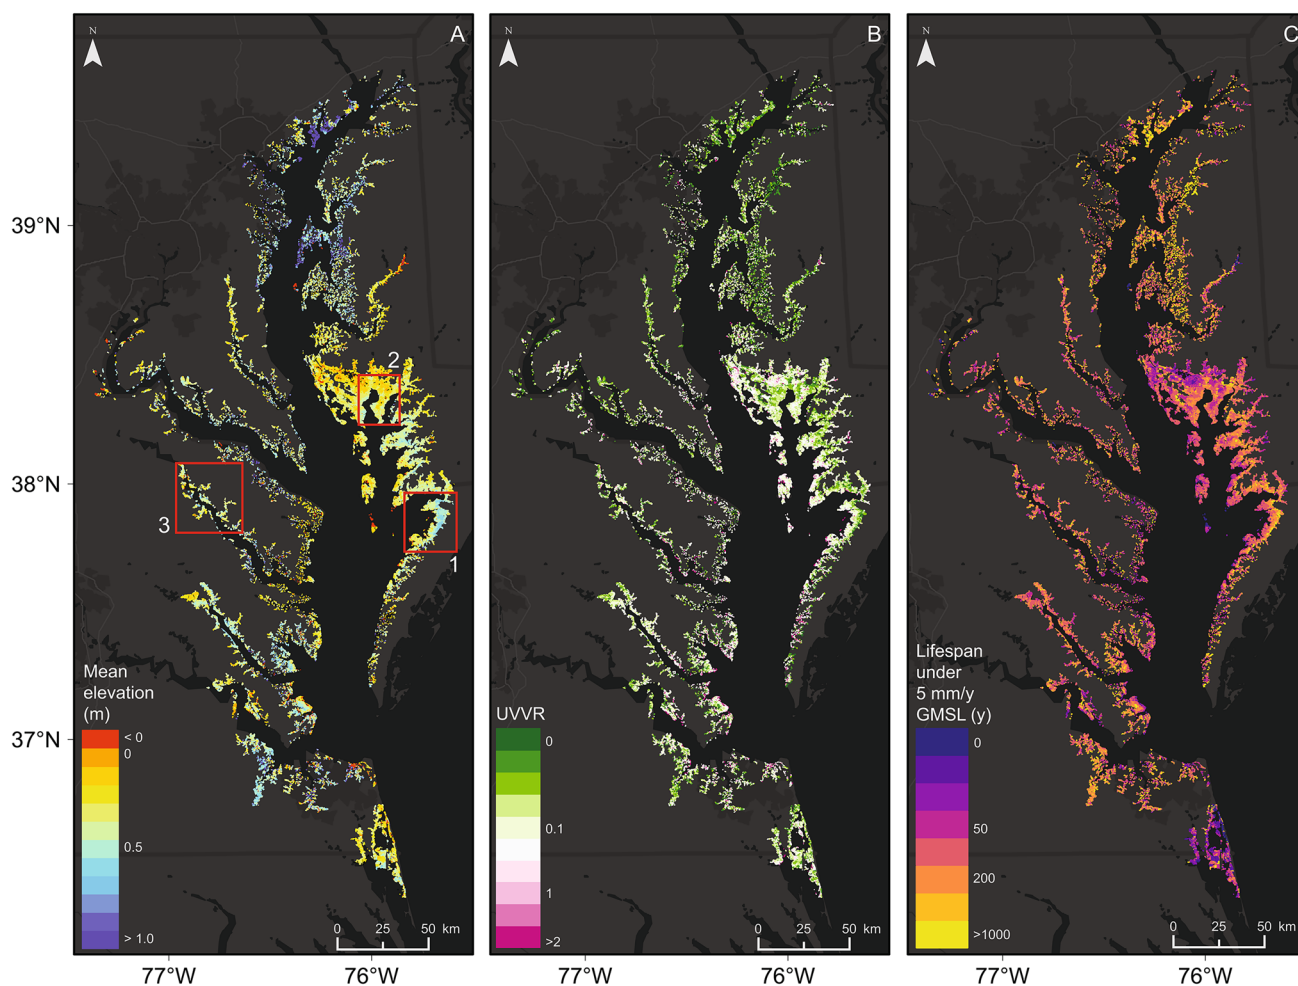 N
A
N
B
N
C
39°N
38°N
37°N
2
3
1
Mean
elevation
(m)
< 0
0
0.5
> 1.0
0 25 50 km
77°W 76°W
UVVR
0
0.1
1
>2
0 25 50 km
77°W 76°W
Lifespan
under
5 mm/y
GMSL (y)
0
50
200
>1000
0 25 50 km
77°W 76°W